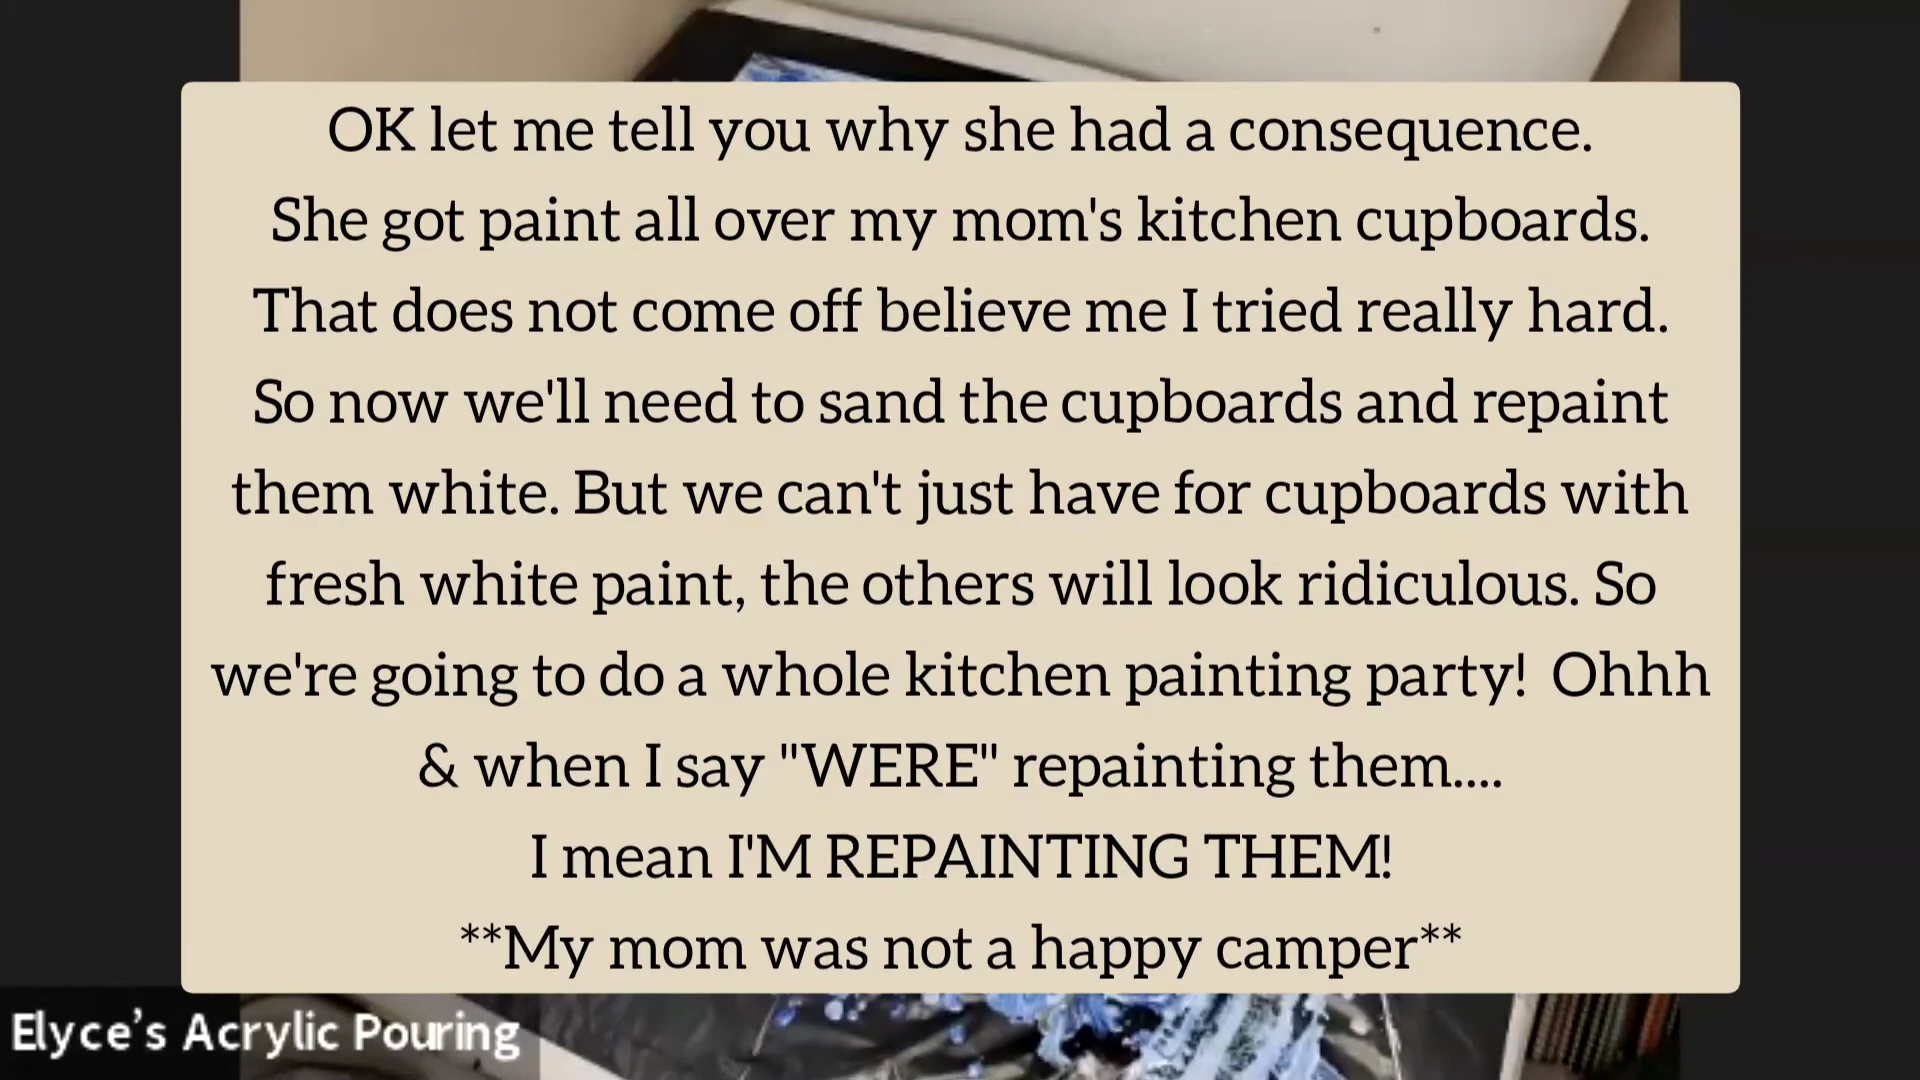 OK let me tell you why she had a consequence.
She got paint all over my mom's kitchen cupboards.
That does not come off believe me I tried really hard.
So now we'll need to sand the cupboards and repaint
them white. But we can't just have for cupboards with
fresh white paint, the others will look ridiculous. So
we're going to do a whole kitchen painting party! Ohhh
& when I say "WERE" repainting them....
I mean I'M REPAINTING THEM!
**My mom was not a happy camper**
Elyce's Acrylic Pouring